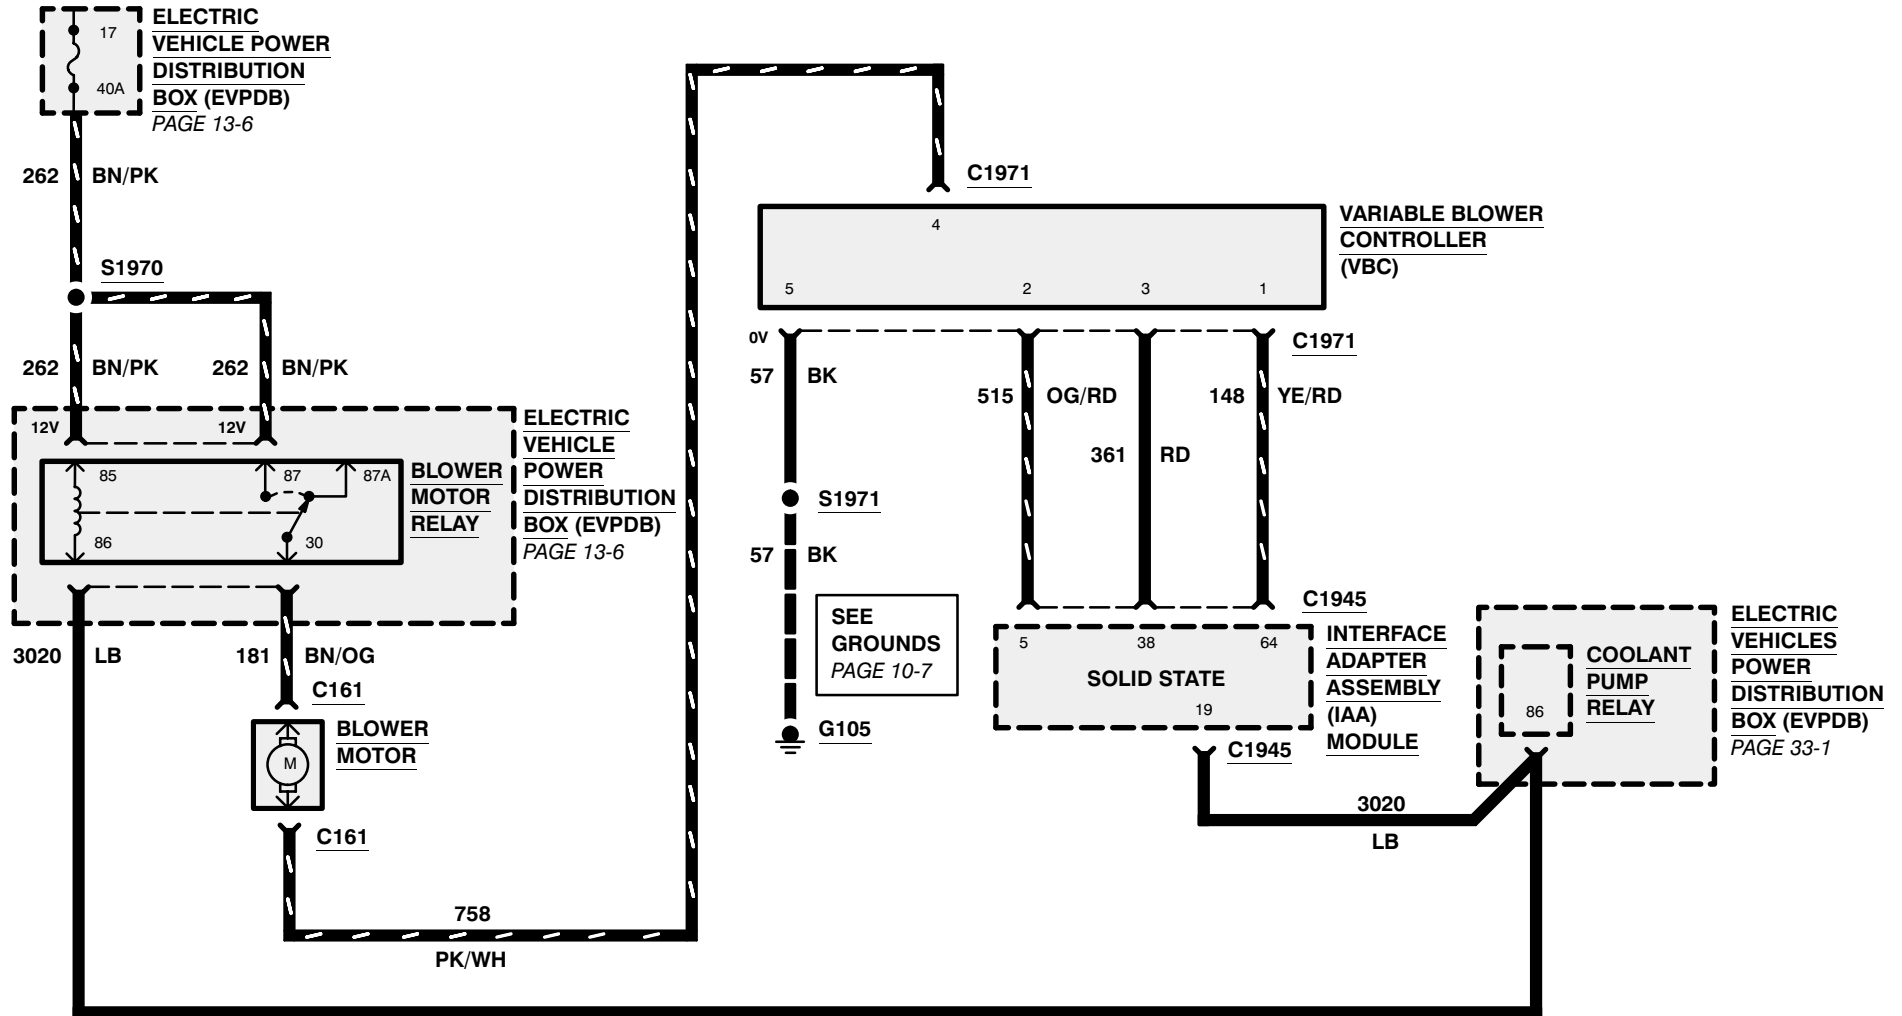 17
40A
ELECTRIC
VEHICLE POWER
DISTRIBUTION
BOX (EVPDB)
PAGE 13-6
262 BN/PK
S1970
262 BN/PK
262 BN/PK
12V
12V
85
87
87A
86
30
BLOWER
MOTOR
RELAY
ELECTRIC
VEHICLE
POWER
DISTRIBUTION
BOX (EVPDB)
PAGE 13-6
3020 LB
181 BN/OG
C161
M
BLOWER
MOTOR
C161
758
PK/WH
C1971
4
5
2
3
1
VARIABLE BLOWER
CONTROLLER
(VBC)
0V
C1971
57 BK
515 OG/RD
361 RD
148 YE/RD
S1971
57 BK
SEE
GROUNDS
PAGE 10-7
G105
C1945
5
38
64
SOLID STATE
19
INTERFACE
ADAPTER
ASSEMBLY
(IAA)
MODULE
C1945
3020
LB
86
COOLANT
PUMP
RELAY
ELECTRIC
VEHICLES
POWER
DISTRIBUTION
BOX (EVPDB)
PAGE 33-1